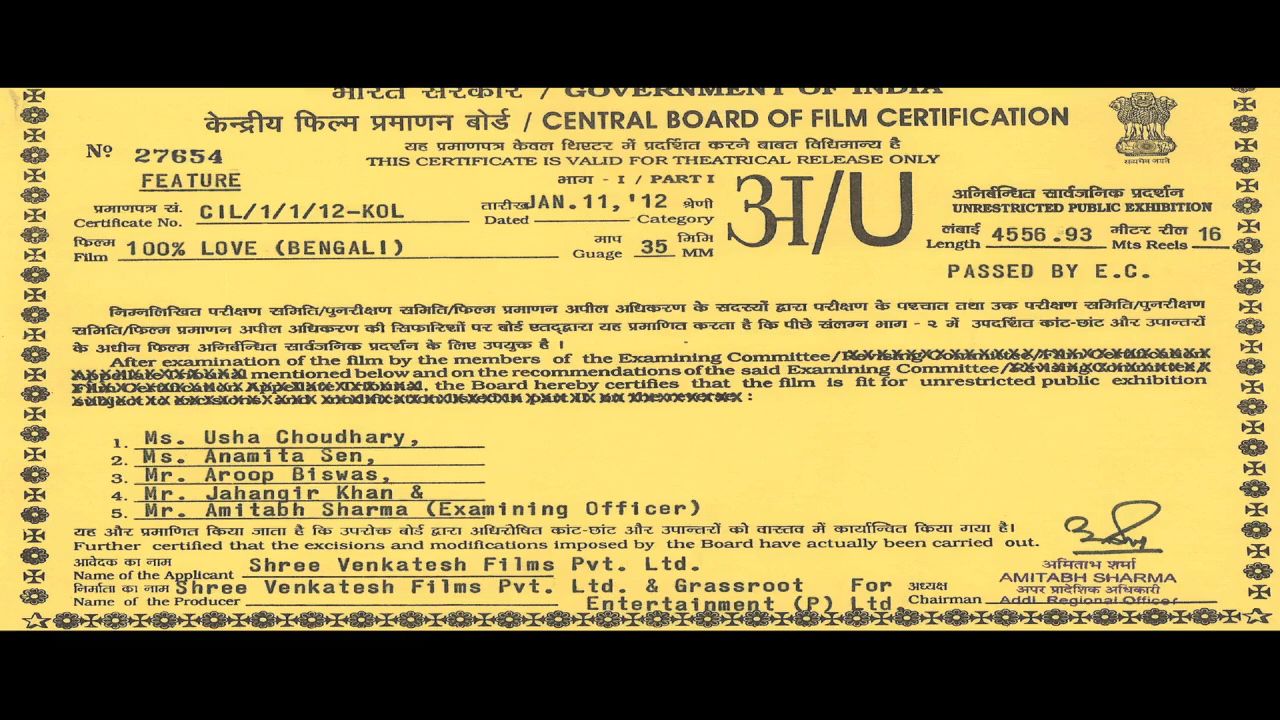 भारत सरकार / GOVERNMENT OF INDIA
केन्द्रीय फिल्म प्रमाणन बोर्ड / CENTRAL BOARD OF FILM CERTIFICATION
यह प्रमाणपत्र केवल थिएटर में प्रदर्शित करने बाबत विधिमान्य है
THIS CERTIFICATE IS VALID FOR THEATRICAL RELEASE ONLY
सत्यमेव जयते
Nº 27654
FEATURE
भाग - I / PART I
अ/U
अनिर्बन्धित सार्वजनिक प्रदर्शन
UNRESTRICTED PUBLIC EXHIBITION
प्रमाणपत्र सं. CIL/1/1/12-KOL तारीख JAN.11,'12 श्रेणी
Certificate No. Dated Category
लंबाई 4556.93 मीटर रील 16
Length Mts Reels
फिल्म 100% LOVE (BENGALI) माप 35 मिमि
Film Guage MM
PASSED BY E.C.
निम्नलिखित परीक्षण समिति/पुनरीक्षण समिति/फिल्म प्रमाणन अपील अधिकरण के सदस्यों द्वारा परीक्षण के पश्चात तथा उक्त परीक्षण समिति/पुनरीक्षण
समिति/फिल्म प्रमाणन अपील अधिकरण की सिफारिशों पर बोर्ड एतद्द्वारा यह प्रमाणित करता है कि पीछे संलग्न भाग - २ में उपदर्शित कांट-छांट और उपान्तरों
के अधीन फिल्म अनिर्बन्धित सार्वजनिक प्रदर्शन के लिए उपयुक्त है ।
After examination of the film by the members of the Examining Committee/
mentioned below and on the recommendations of the said Examining Committee/
, the Board hereby certifies that the film is fit for unrestricted public exhibition
:
1. Ms. Usha Choudhary,
2. Ms. Anamita Sen,
3. Mr. Aroop Biswas,
4. Mr. Jahangir Khan &
5. Mr. Amitabh Sharma (Examining Officer)
यह और प्रमाणित किया जाता है कि उपरोक्त बोर्ड द्वारा अधिरोपित कांट-छांट और उपान्तरों को वास्तव में कार्यान्वित किया गया है।
Further certified that the excisions and modifications imposed by the Board have actually been carried out.
आवेदक का नाम Shree Venkatesh Films Pvt. Ltd.
Name of the Applicant
निर्माता का नाम Shree Venkatesh Films Pvt. Ltd. & Grassroot For
Name of the Producer Entertainment (P) Ltd
अध्यक्ष
Chairman
अमिताभ शर्मा
AMITABH SHARMA
अपर प्रादेशिक अधिकारी
Addl. Regional Officer